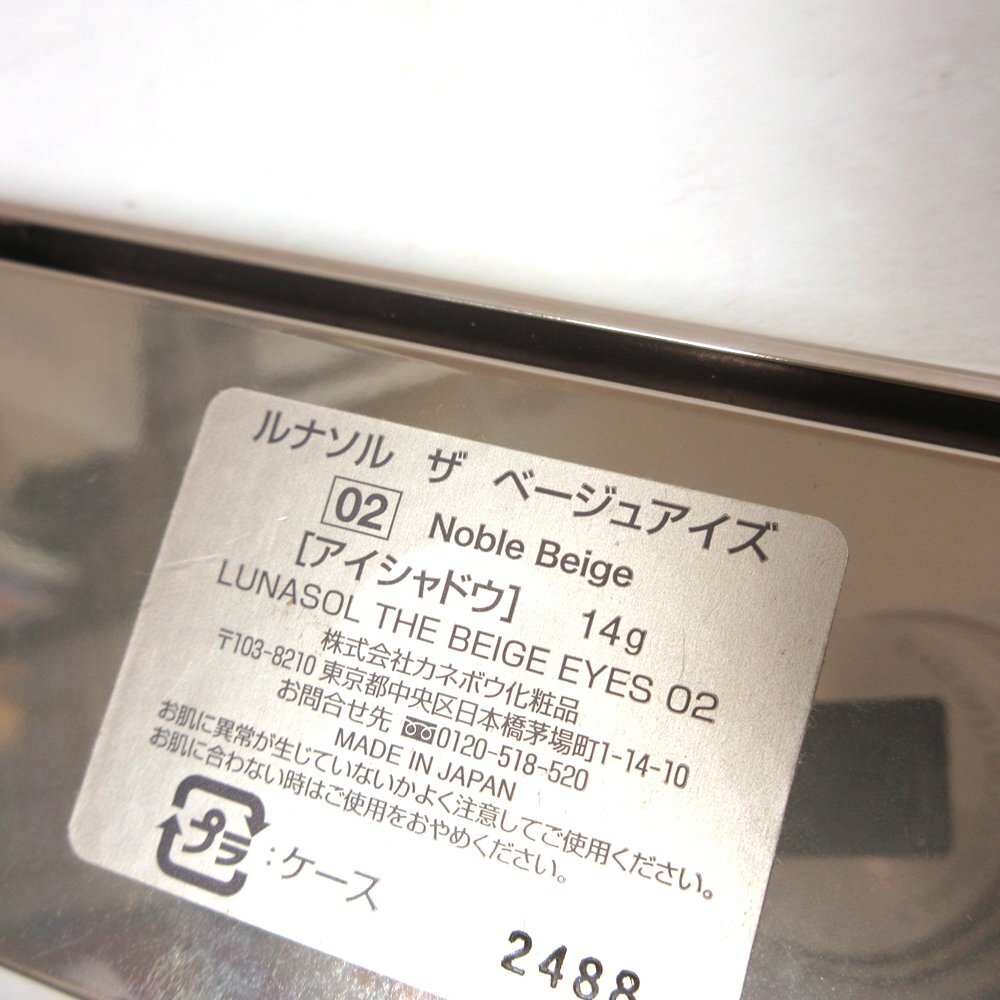 ルナソル ザ ベージュアイズ
02 Noble Beige
[アイシャドウ] 14g
LUNASOL THE BEIGE EYES 02
株式会社カネボウ化粧品
〒103-8210 東京都中央区日本橋茅場町1-14-10
お問合せ先 0120-518-520
MADE IN JAPAN
お肌に異常が生じていないかよく注意してご使用ください。
お肌に合わない時はご使用をおやめください。
プラ :ケース
2488